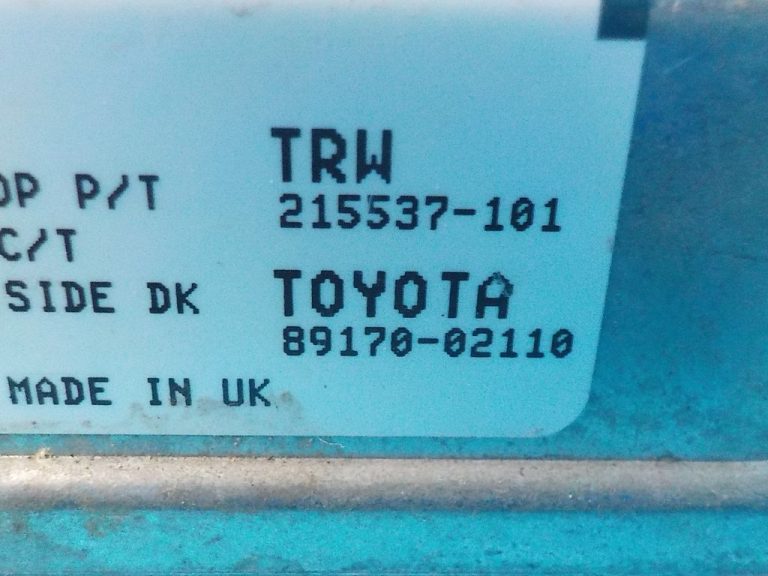 TRW
OP P/T 215537-101
C/T
SIDE DK TOYOTA
89170-02110
MADE IN UK